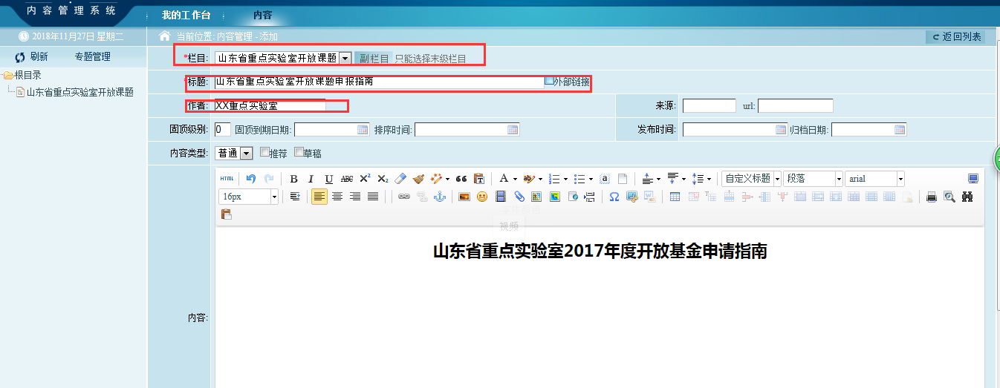 内容管理系统
我的工作台 内容
2018年11月27日 星期二 当前位置: 内容管理 - 添加 返回列表
刷新 专题管理
根目录
山东省重点实验室开放课题
*栏目: 山东省重点实验室开放课题 副栏目 只能选择末级栏目
*标题: 山东省重点实验室开放课题申报指南 外部链接
作者: XX重点实验室 来源: url:
固顶级别: 0 固顶到期日期: 排序时间: 发布时间: 归档日期:
内容类型: 普通 推荐 草稿
HTML B I U ABC X² X₂ A ab 自定义标题 段落 arial
16px
视频
山东省重点实验室2017年度开放基金申请指南
内容: